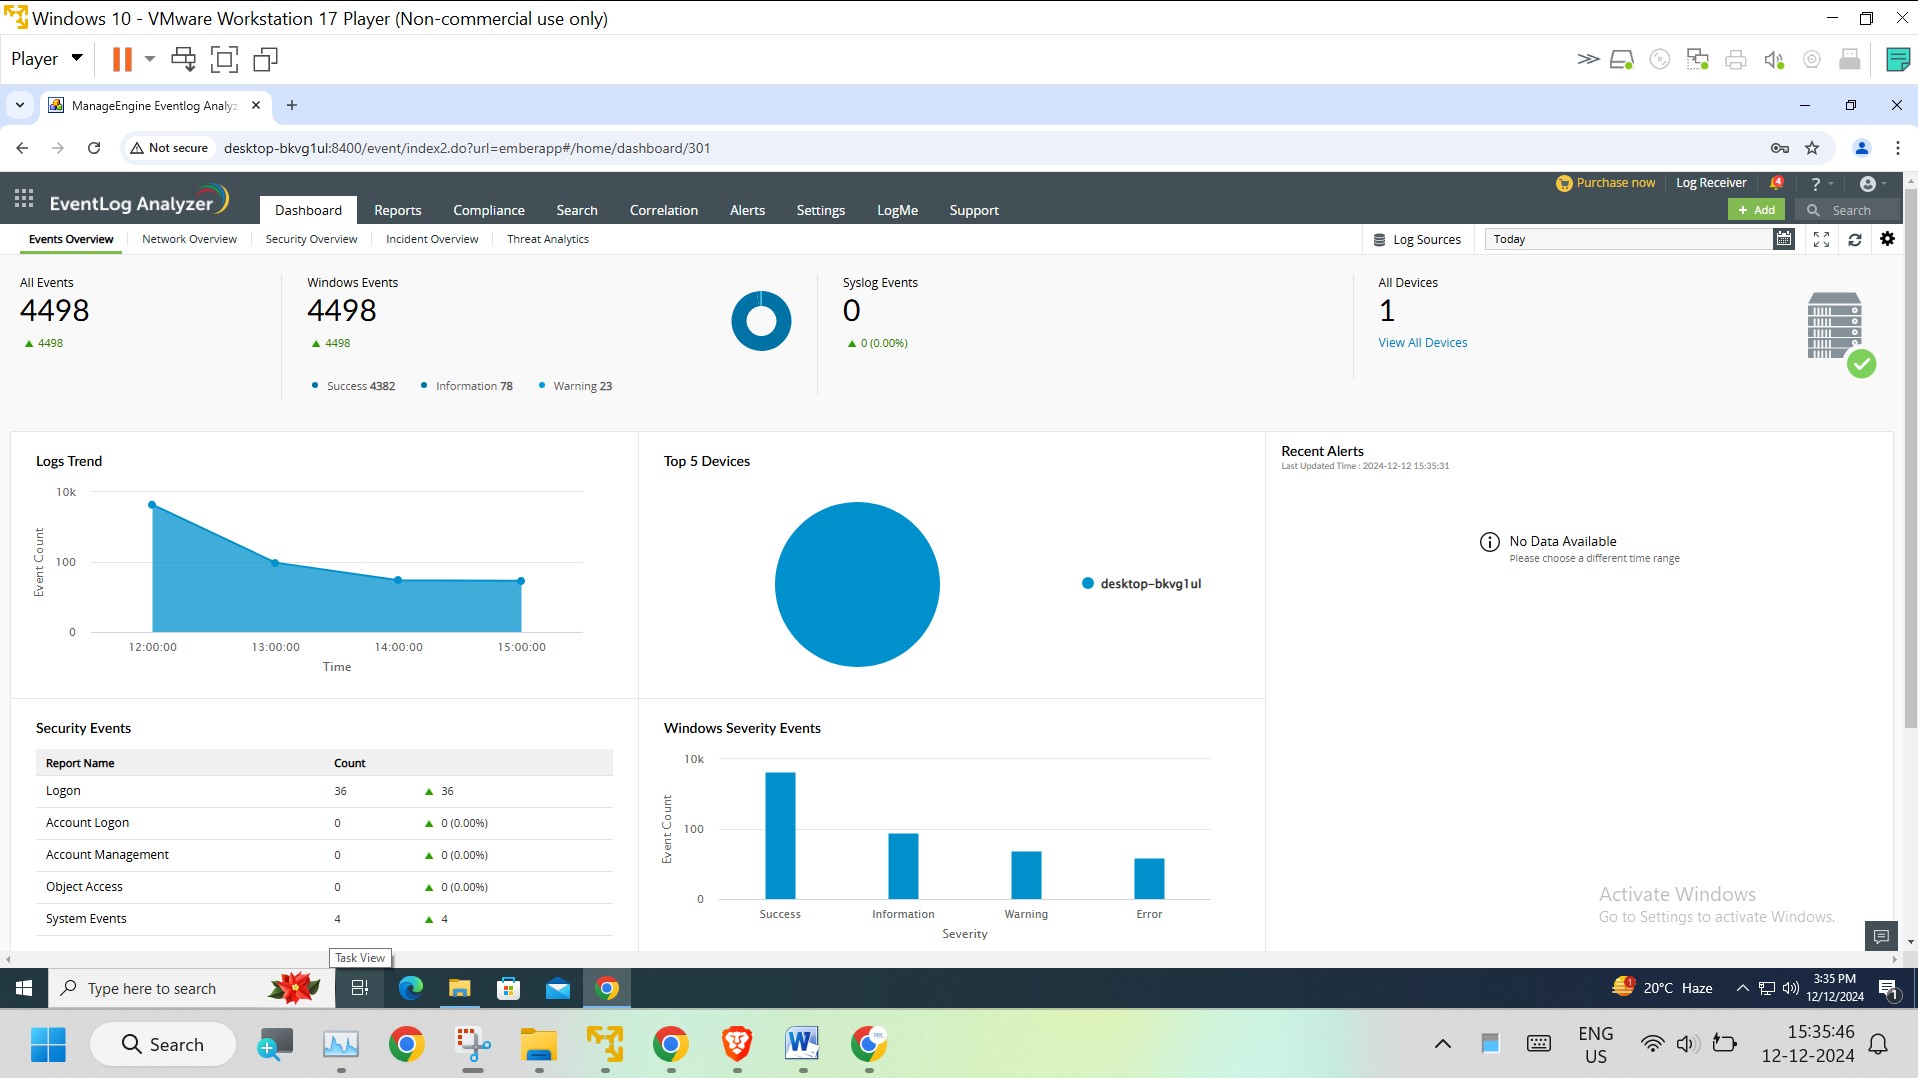 Windows 10 - VMware Workstation 17 Player (Non-commercial use only)
Player
ManageEngine Eventlog Analyz
Not secure
desktop-bkvg1ul:8400/event/index2.do?url=emberapp#/home/dashboard/301
EventLog Analyzer
Purchase now
Log Receiver
4
?
Dashboard
Reports
Compliance
Search
Correlation
Alerts
Settings
LogMe
Support
+ Add
Search
Events Overview
Network Overview
Security Overview
Incident Overview
Threat Analytics
Log Sources
Today
All Events
4498
4498
Windows Events
4498
4498
Success 4382
Information 78
Warning 23
Syslog Events
0
0 (0.00%)
All Devices
1
View All Devices
Logs Trend
10k
100
0
Event Count
12:00:00
13:00:00
14:00:00
15:00:00
Time
Top 5 Devices
desktop-bkvg1ul
Recent Alerts
Last Updated Time : 2024-12-12 15:35:31
No Data Available
Please choose a different time range
Security Events
Report Name Count
Logon 36 36
Account Logon 0 0 (0.00%)
Account Management 0 0 (0.00%)
Object Access 0 0 (0.00%)
System Events 4 4
Windows Severity Events
10k
100
0
Event Count
Success
Information
Warning
Error
Severity
Activate Windows
Go to Settings to activate Windows.
Task View
Type here to search
1
20°C Haze
3:35 PM
12/12/2024
1
Search
W
ENG
US
15:35:46
12-12-2024